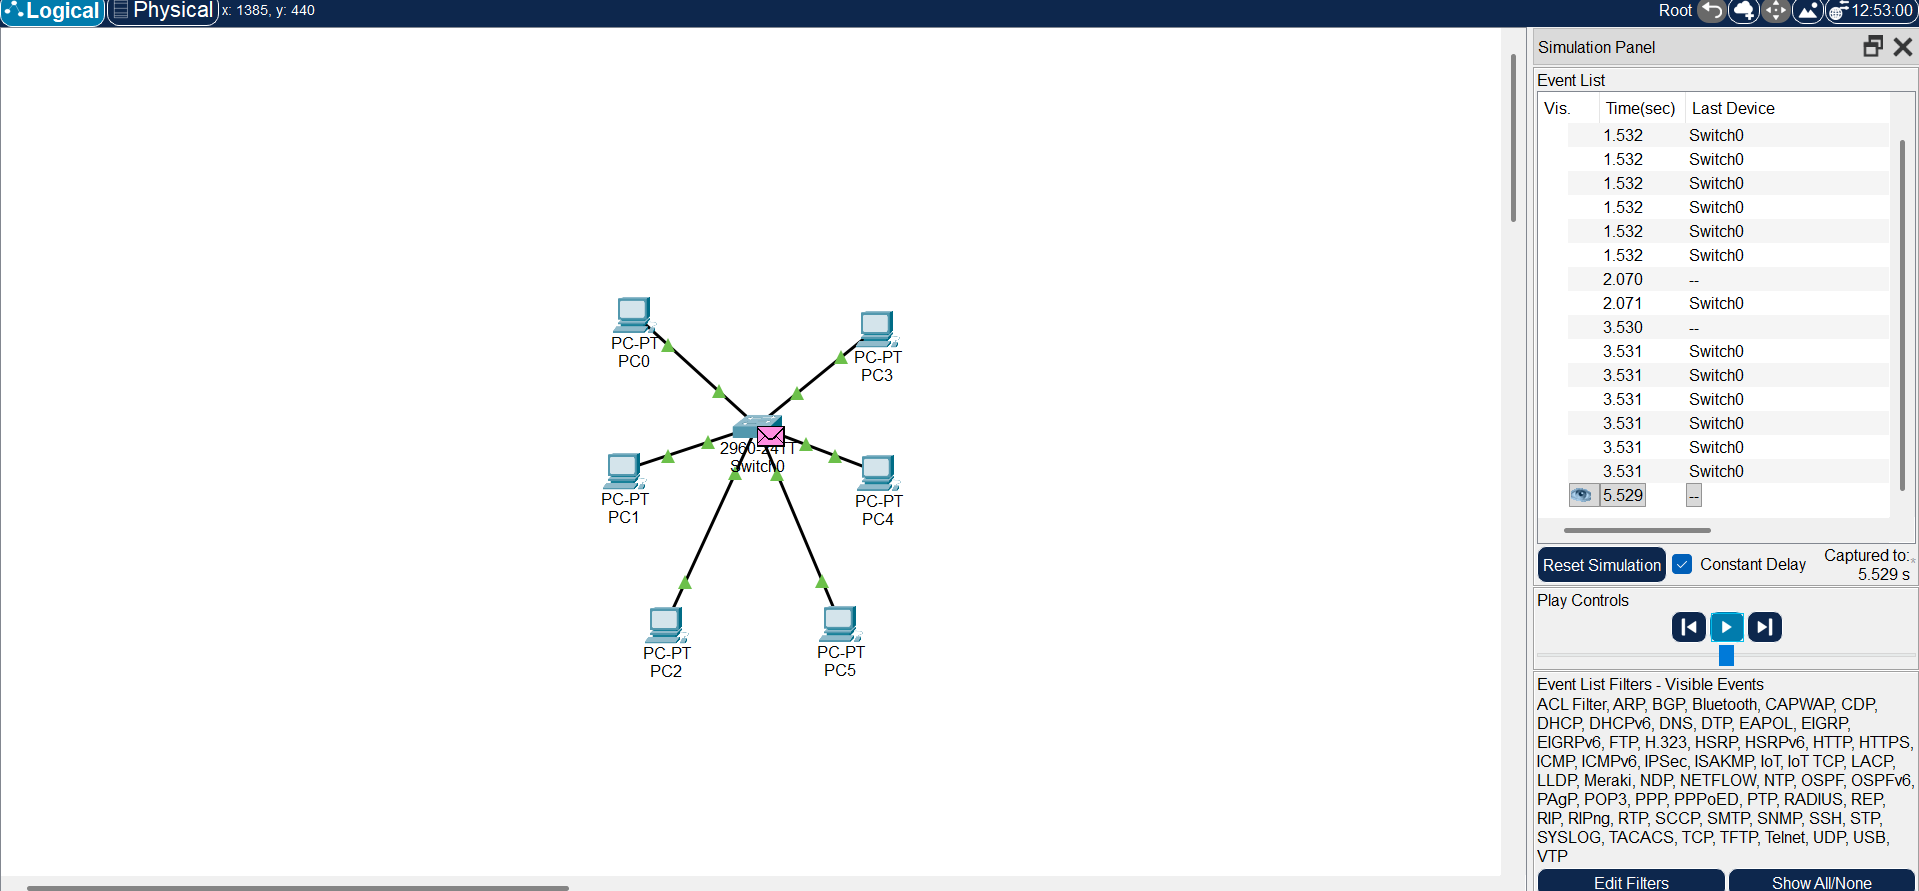 Logical Physical x: 1385, y: 440
Root 12:53:00
PC-PT
PC0
PC-PT
PC3
2960-24TT
Switch0
PC-PT
PC1
PC-PT
PC4
PC-PT
PC2
PC-PT
PC5
Simulation Panel
Event List
Vis. Time(sec) Last Device
1.532 Switch0
1.532 Switch0
1.532 Switch0
1.532 Switch0
1.532 Switch0
1.532 Switch0
2.070 --
2.071 Switch0
3.530 --
3.531 Switch0
3.531 Switch0
3.531 Switch0
3.531 Switch0
3.531 Switch0
3.531 Switch0
5.529 --
Reset Simulation Constant Delay Captured to:
5.529 s
Play Controls
Event List Filters - Visible Events
ACL Filter, ARP, BGP, Bluetooth, CAPWAP, CDP,
DHCP, DHCPv6, DNS, DTP, EAPOL, EIGRP,
EIGRPv6, FTP, H.323, HSRP, HSRPv6, HTTP, HTTPS,
ICMP, ICMPv6, IPSec, ISAKMP, IoT, IoT TCP, LACP,
LLDP, Meraki, NDP, NETFLOW, NTP, OSPF, OSPFv6,
PAgP, POP3, PPP, PPPoED, PTP, RADIUS, REP,
RIP, RIPng, RTP, SCCP, SMTP, SNMP, SSH, STP,
SYSLOG, TACACS, TCP, TFTP, Telnet, UDP, USB,
VTP
Edit Filters Show All/None